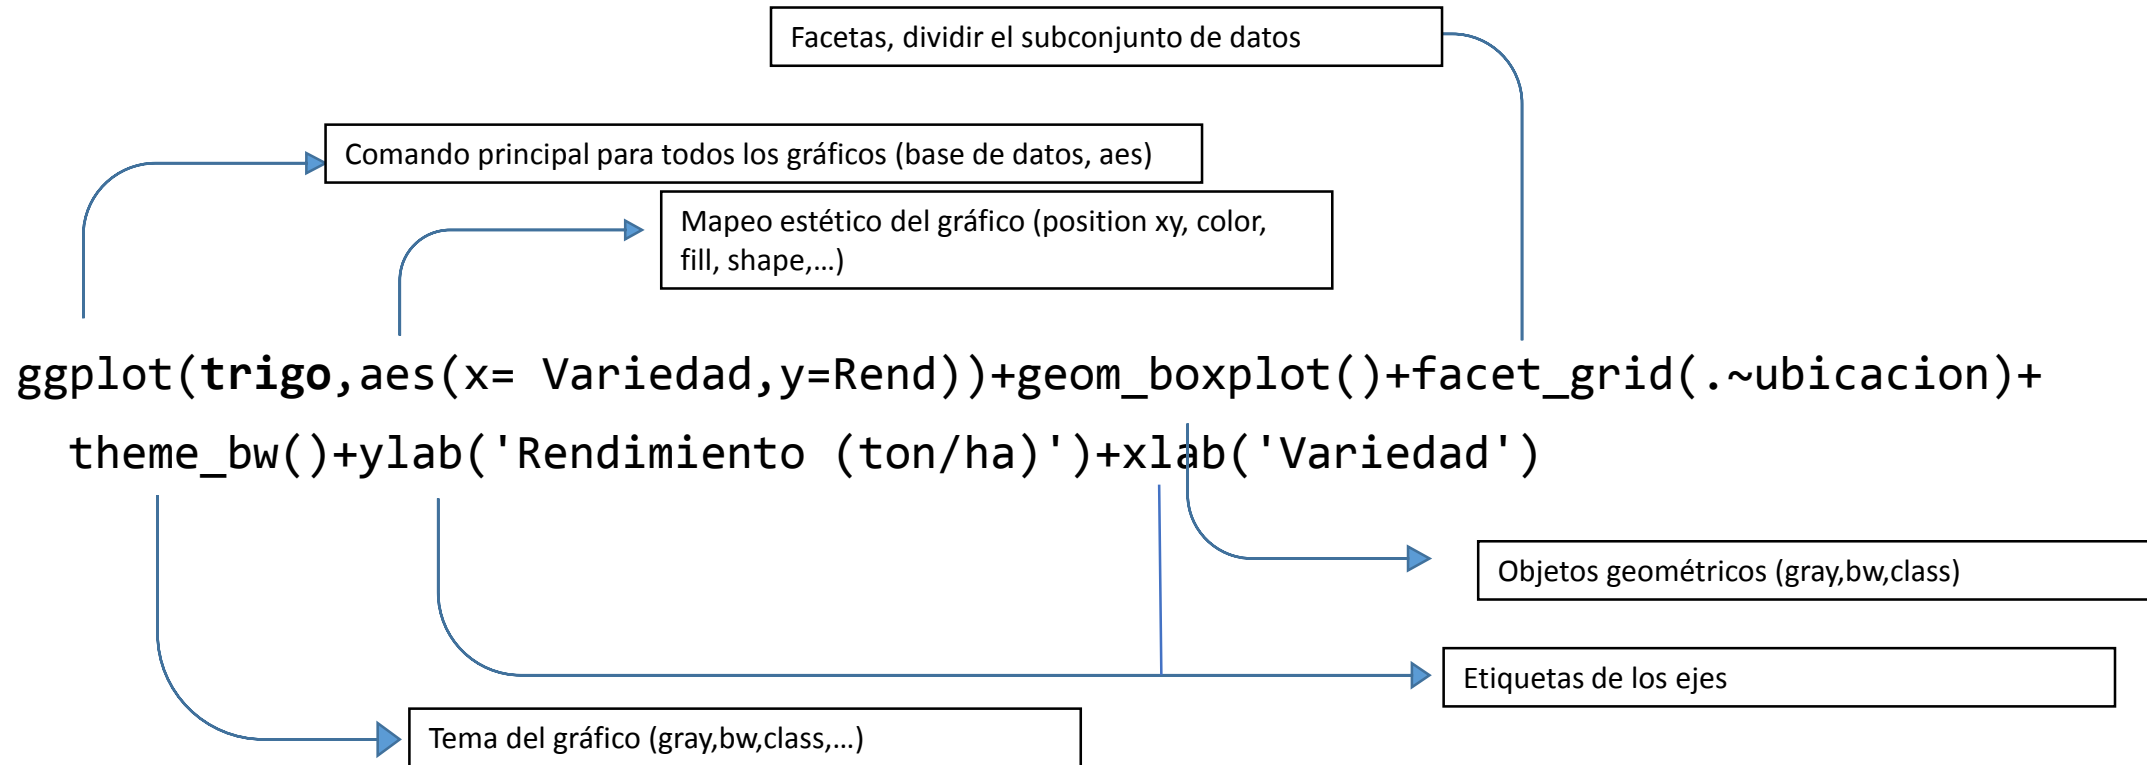 Facetas, dividir el subconjunto de datos
Comando principal para todos los gráficos (base de datos, aes)
Mapeo estético del gráfico (position xy, color,
fill, shape,...)
ggplot(trigo,aes(x= Variedad,y=Rend))+geom_boxplot()+facet_grid(.~ubicacion)+
theme_bw()+ylab('Rendimiento (ton/ha)')+xlab('Variedad')
Objetos geométricos (gray,bw,class)
Etiquetas de los ejes
Tema del gráfico (gray,bw,class,...)